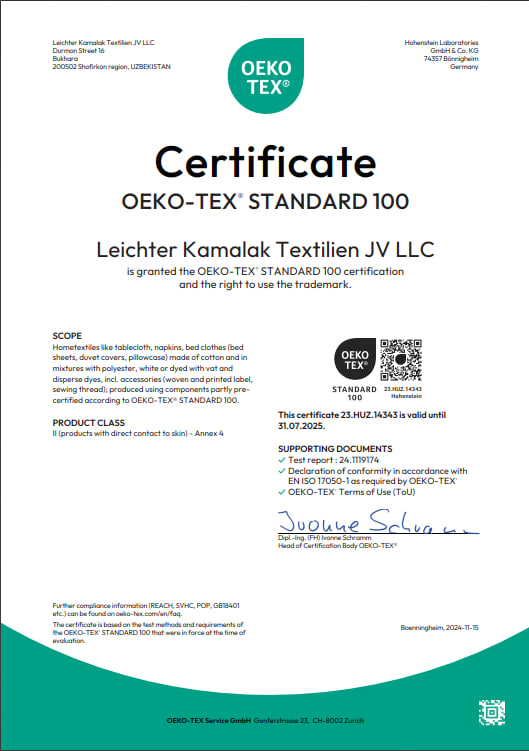 Leichter Kamalak Textilien JV LLC
Durmon Street 16
Bukhara
200502 Shofirkon region, UZBEKISTAN
Hohenstein Laboratories
GmbH & Co. KG
74357 Bönnigheim
Germany
OEKO
TEX®
Certificate
OEKO-TEX® STANDARD 100
Leichter Kamalak Textilien JV LLC
is granted the OEKO-TEX® STANDARD 100 certification
and the right to use the trademark.
SCOPE
Hometextiles like tablecloth, napkins, bed clothes (bed
sheets, duvet covers, pillowcase) made of cotton and in
mixtures with polyester, white or dyed with vat and
disperse dyes, incl. accessories (woven and printed label,
sewing thread); produced using components partly pre-
certified according to OEKO-TEX® STANDARD 100.
PRODUCT CLASS
II (products with direct contact to skin) - Annex 4
OEKO
TEX®
STANDARD
100
23.HUZ.14343
Hohenstein
This certificate 23.HUZ.14343 is valid until
31.07.2025.
SUPPORTING DOCUMENTS
✓ Test report : 24.1119174
✓ Declaration of conformity in accordance with
EN ISO 17050-1 as required by OEKO-TEX®
✓ OEKO-TEX® Terms of Use (ToU)
Ivonne Schramm
Dipl.-Ing. (FH) Ivonne Schramm
Head of Certification Body OEKO-TEX®
Further compliance information (REACH, SVHC, POP, GB18401
etc.) can be found on oeko-tex.com/en/faq.
The certificate is based on the test methods and requirements of
the OEKO-TEX® STANDARD 100 that were in force at the time of
evaluation.
Boenningheim, 2024-11-15
OEKO-TEX Service GmbH Genferstrasse 23, CH-8002 Zurich